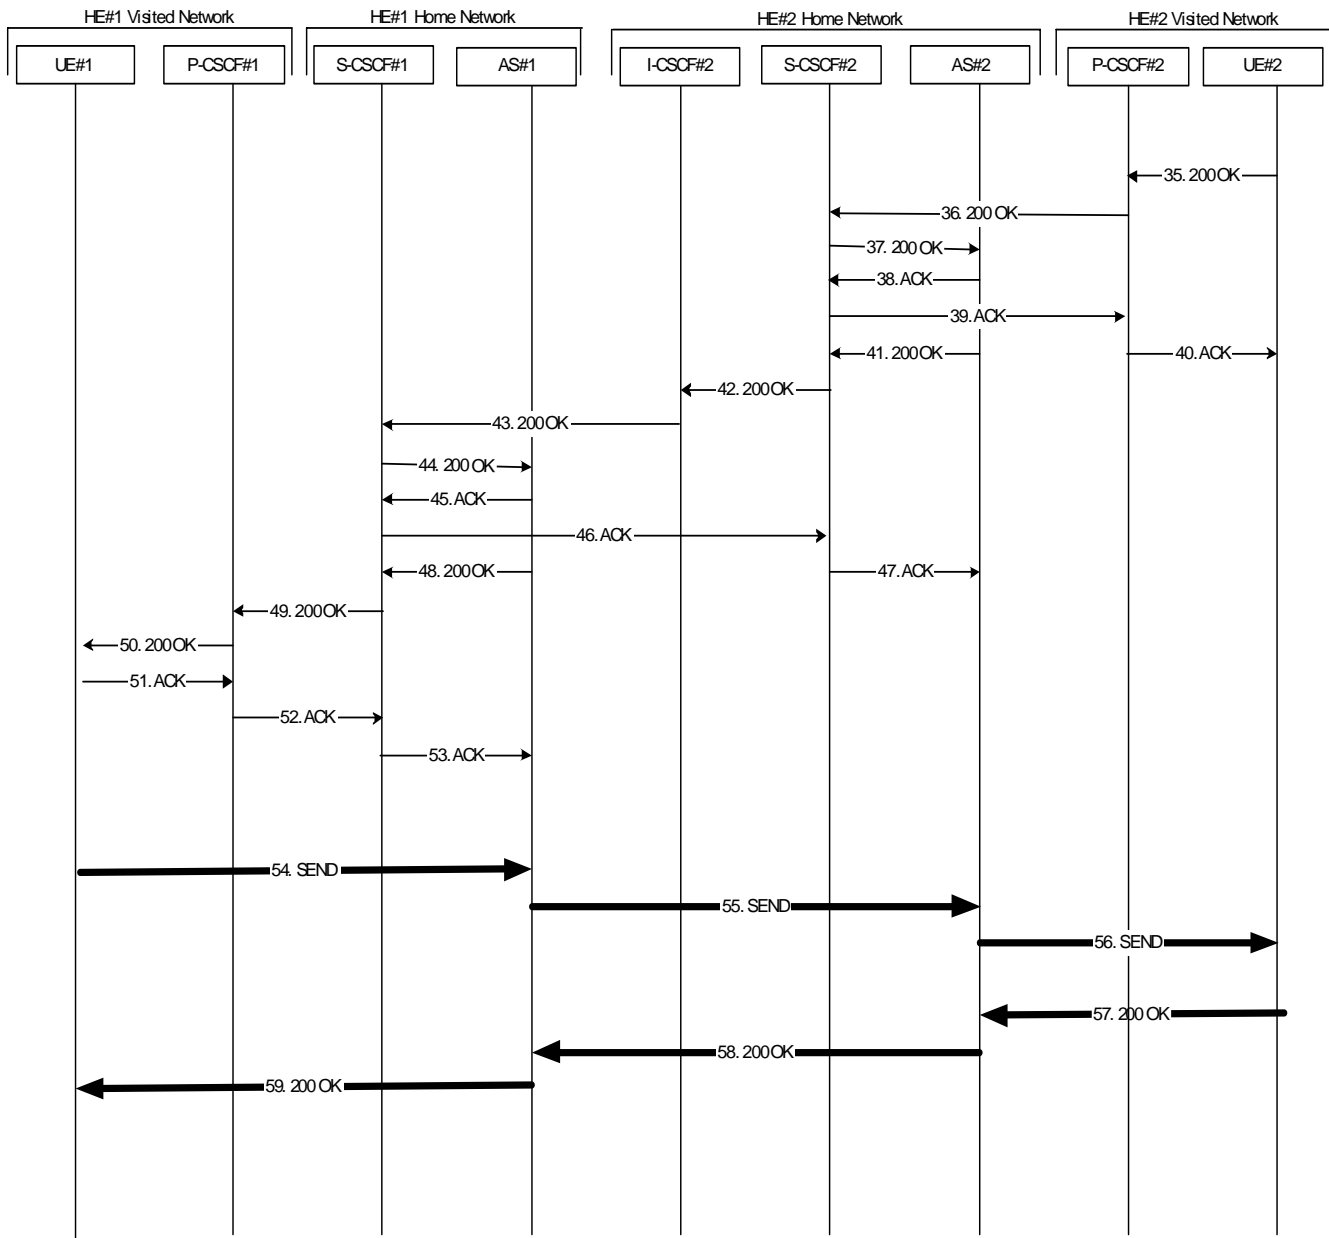 HE#1 Visited Network
HE#1 Home Network
HE#2 Home Network
HE#2 Visited Network
UE#1
P-CSCF#1
S-CSCF#1
AS#1
I-CSCF#2
S-CSCF#2
AS#2
P-CSCF#2
UE#2
35. 200 OK
36. 200 OK
37. 200 OK
38. ACK
39. ACK
41. 200 OK
40. ACK
42. 200 OK
43. 200 OK
44. 200 OK
45. ACK
46. ACK
48. 200 OK
47. ACK
49. 200 OK
50. 200 OK
51. ACK
52. ACK
53. ACK
54. SEND
55. SEND
56. SEND
57. 200 OK
58. 200 OK
59. 200 OK